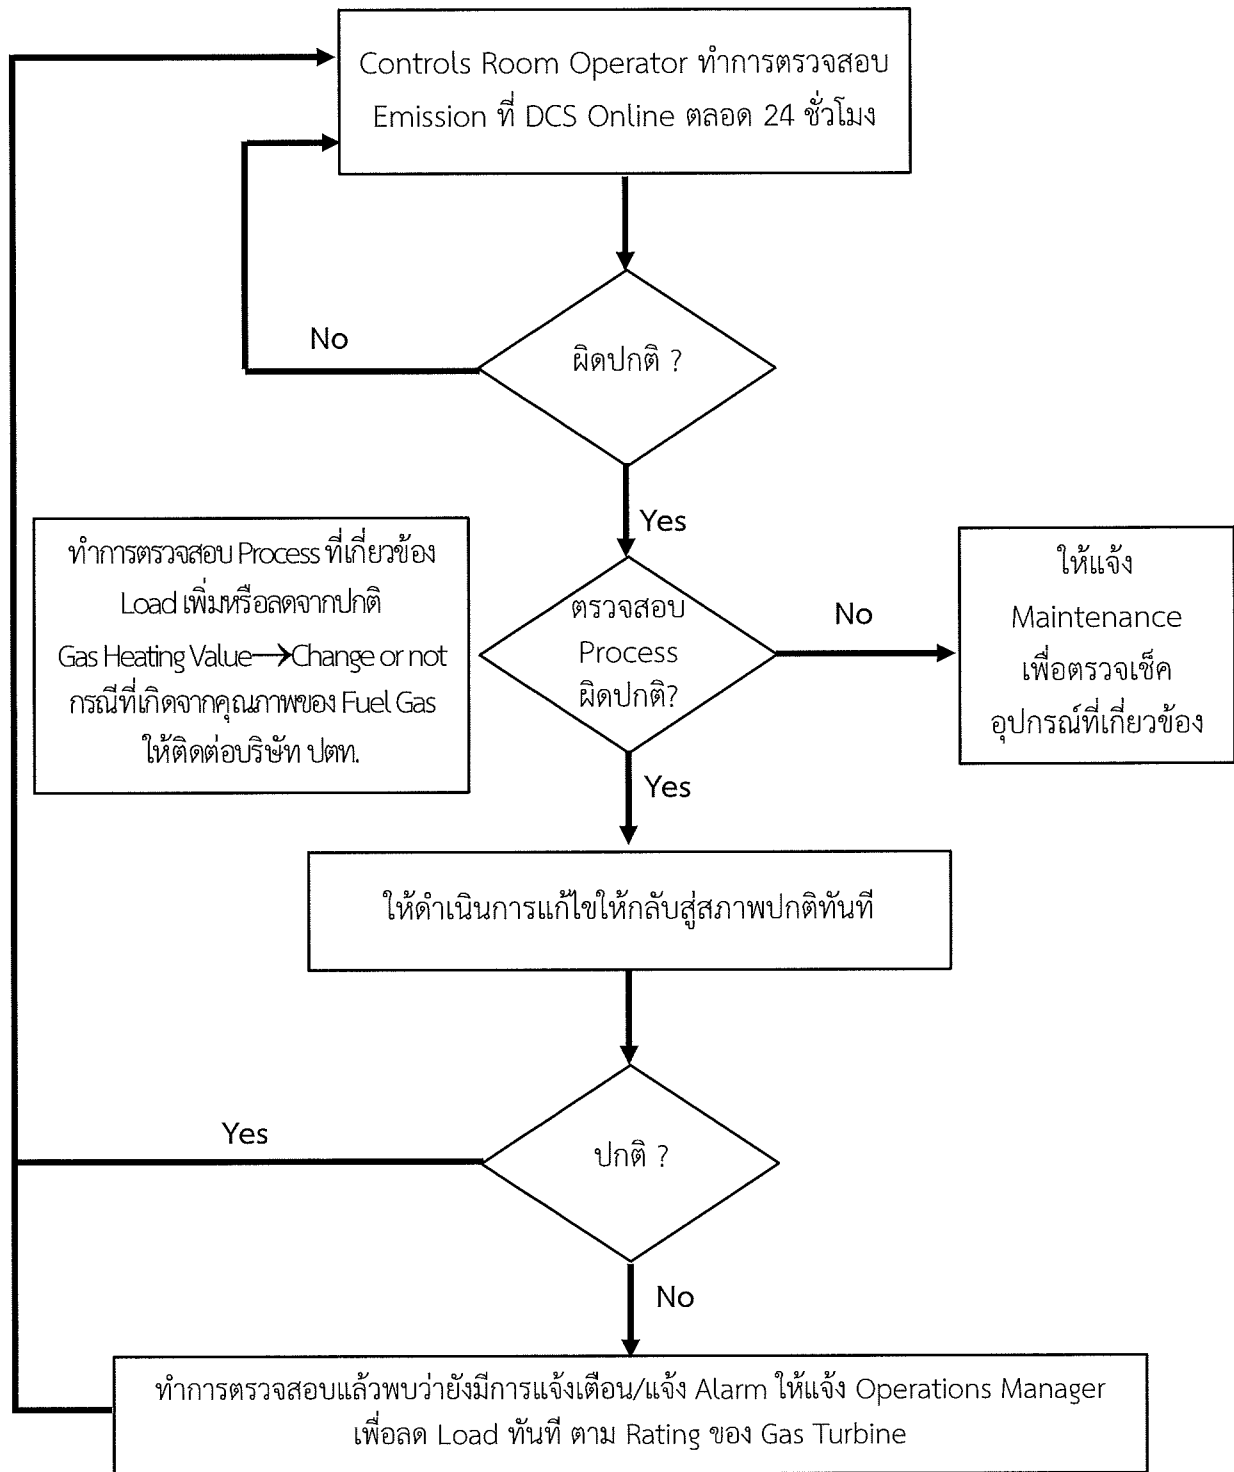 Controls Room Operator ทำการตรวจสอบ
Emission ที่ DCS Online ตลอด 24 ชั่วโมง
No
ผิดปกติ ?
Yes
ทำการตรวจสอบ Process ที่เกี่ยวข้อง
Load เพิ่มหรือลดจากปกติ
Gas Heating Value→Change or not
กรณีที่เกิดจากคุณภาพของ Fuel Gas
ให้ติดต่อบริษัท ปตท.
ตรวจสอบ
Process
ผิดปกติ?
No
ให้แจ้ง
Maintenance
เพื่อตรวจเช็ค
อุปกรณ์ที่เกี่ยวข้อง
Yes
ให้ดำเนินการแก้ไขให้กลับสู่สภาพปกติทันที
Yes
ปกติ ?
No
ทำการตรวจสอบแล้วพบว่ายังมีการแจ้งเตือน/แจ้ง Alarm ให้แจ้ง Operations Manager
เพื่อลด Load ทันที ตาม Rating ของ Gas Turbine